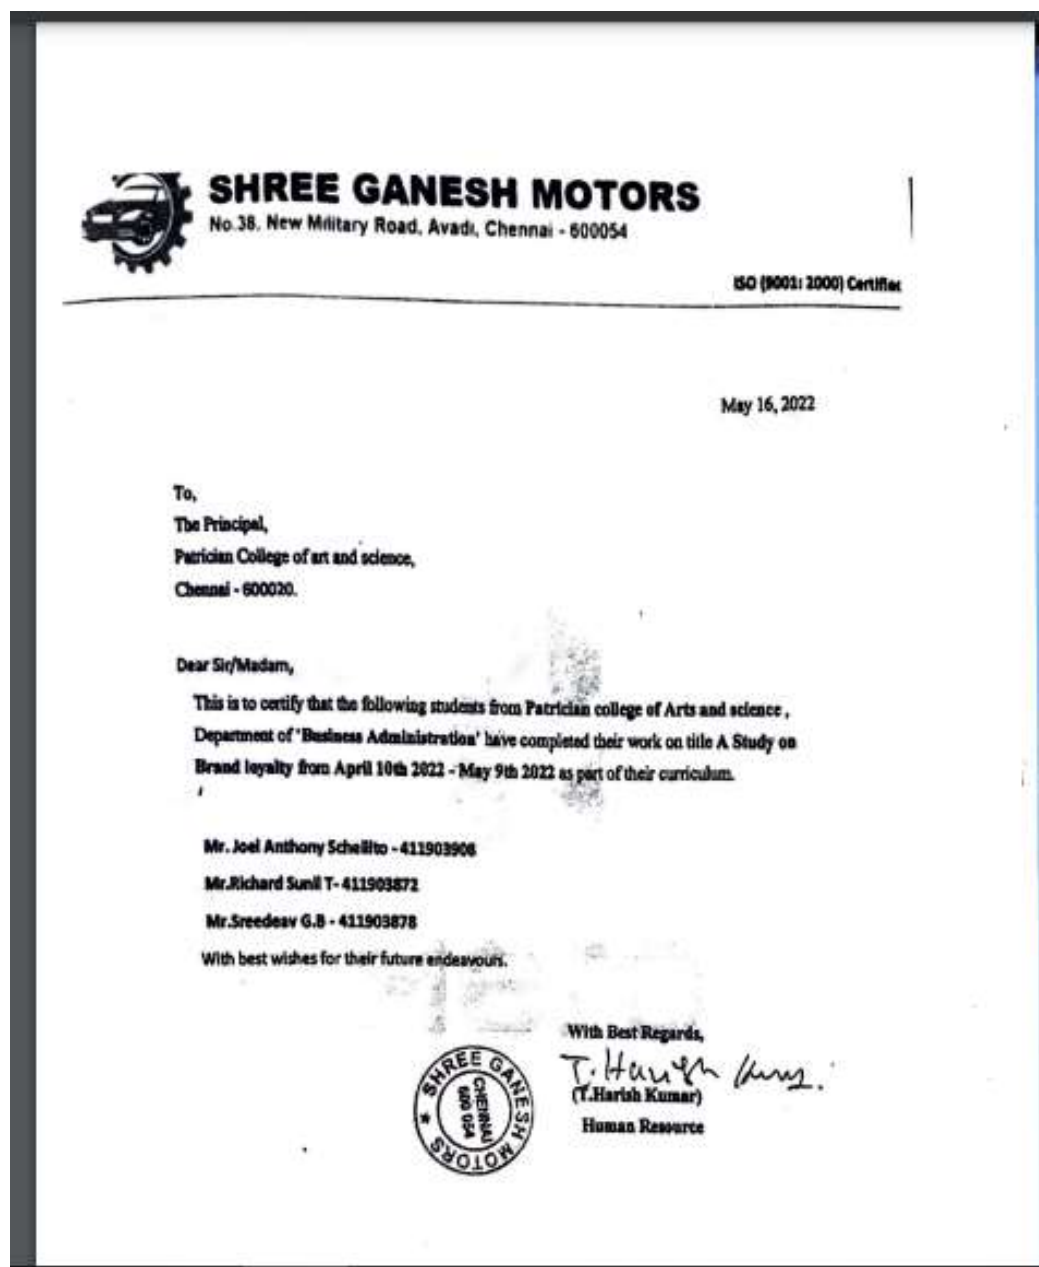 SHREE GANESH MOTORS
No.38, New Military Road, Avadi, Chennai - 600054
ISO (9001: 2000) Certified
May 16, 2022
To,
The Principal,
Patrician College of art and science,
Chennai - 600020.
Dear Sir/Madam,
This is to certify that the following students from Patrician college of Arts and science ,
Department of 'Business Administration' have completed their work on title A Study on
Brand loyalty from April 10th 2022 - May 9th 2022 as part of their curriculum.
Mr. Joel Anthony Schellito - 411903908
Mr.Richard Sunil T- 411903872
Mr.Sreedeav G.B - 411903878
With best wishes for their future endeavours.
With Best Regards,
T. Harish Kumar
(T.Harish Kumar)
Human Resource
SHREE GANESH MOTORS
CHENNAI
600 054